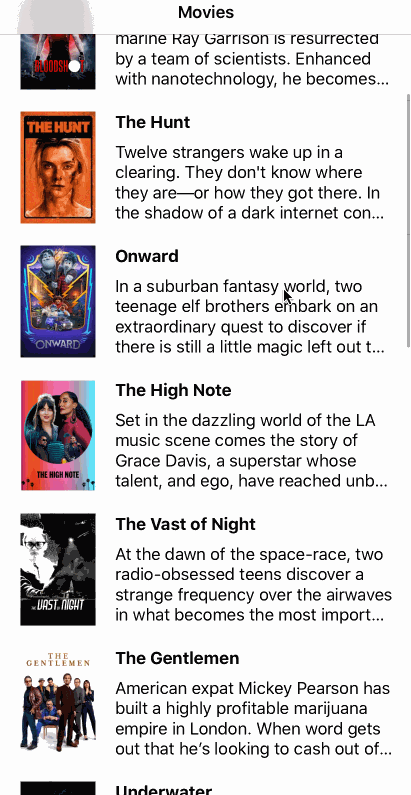 Movies
marine Ray Garrison is resurrected
by a team of scientists. Enhanced
with nanotechnology, he becomes...
THE HUNT
The Hunt
Twelve strangers wake up in a
clearing. They don't know where
they are—or how they got there. In
the shadow of a dark internet con...
ONWARD
Onward
In a suburban fantasy world, two
teenage elf brothers embark on an
extraordinary quest to discover if
there is still a little magic left out t...
THE HIGH NOTE
The High Note
Set in the dazzling world of the LA
music scene comes the story of
Grace Davis, a superstar whose
talent, and ego, have reached unb...
THE VAST OF NIGHT
The Vast of Night
At the dawn of the space-race, two
radio-obsessed teens discover a
strange frequency over the airwaves
in what becomes the most import...
THE
GENTLEMEN
The Gentlemen
American expat Mickey Pearson has
built a highly profitable marijuana
empire in London. When word gets
out that he’s looking to cash out of...
Underwater